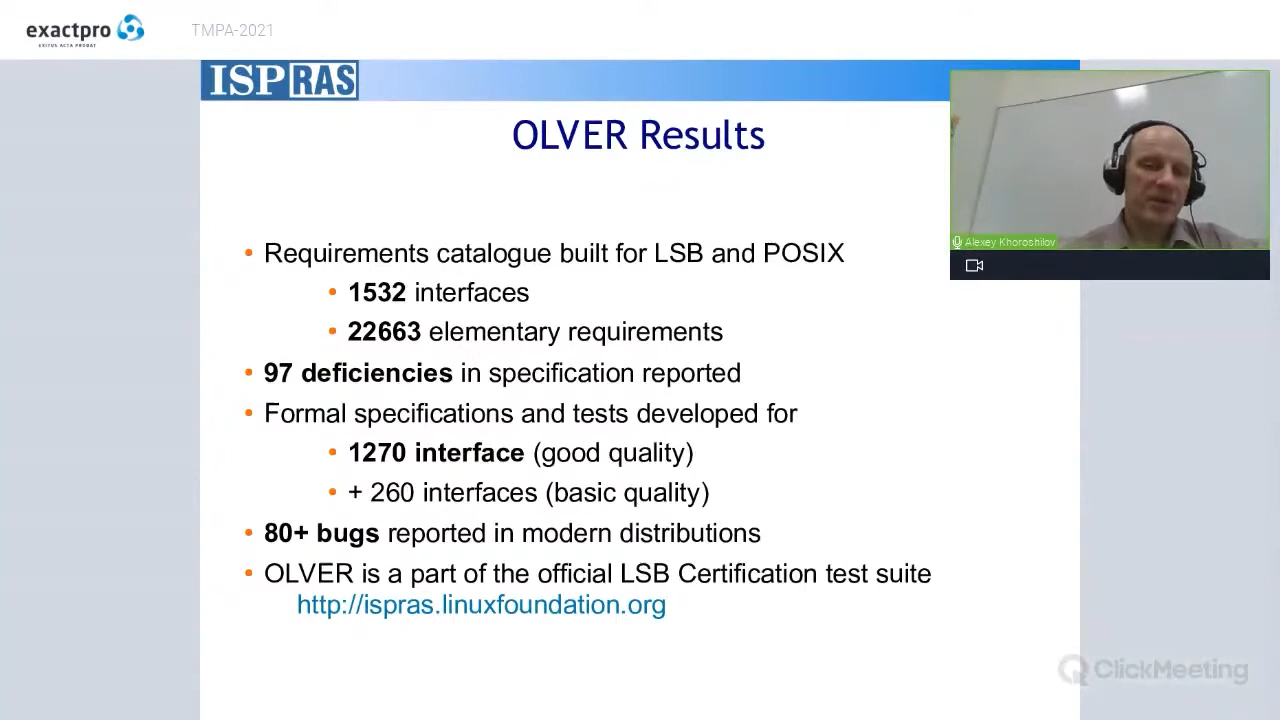 exactpro
EXITUS ACTA PROBAT
TMPA-2021
ISPRAS
OLVER Results
Alexey Khoroshilov
• Requirements catalogue built for LSB and POSIX
• 1532 interfaces
• 22663 elementary requirements
• 97 deficiencies in specification reported
• Formal specifications and tests developed for
• 1270 interface (good quality)
• + 260 interfaces (basic quality)
• 80+ bugs reported in modern distributions
• OLVER is a part of the official LSB Certification test suite
http://ispras.linuxfoundation.org
ClickMeeting